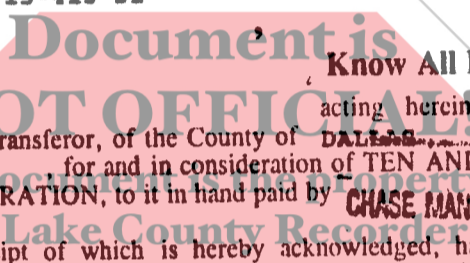 Document is
Know All
NOT OFFICIAL!
acting herein
ransferor, of the County of DALLAS
for and in consideration of TEN AND
ocument is the property
RATION, to it in hand paid by CHASE MAN
Lake County Recorder
ipt of which is hereby acknowledged, h